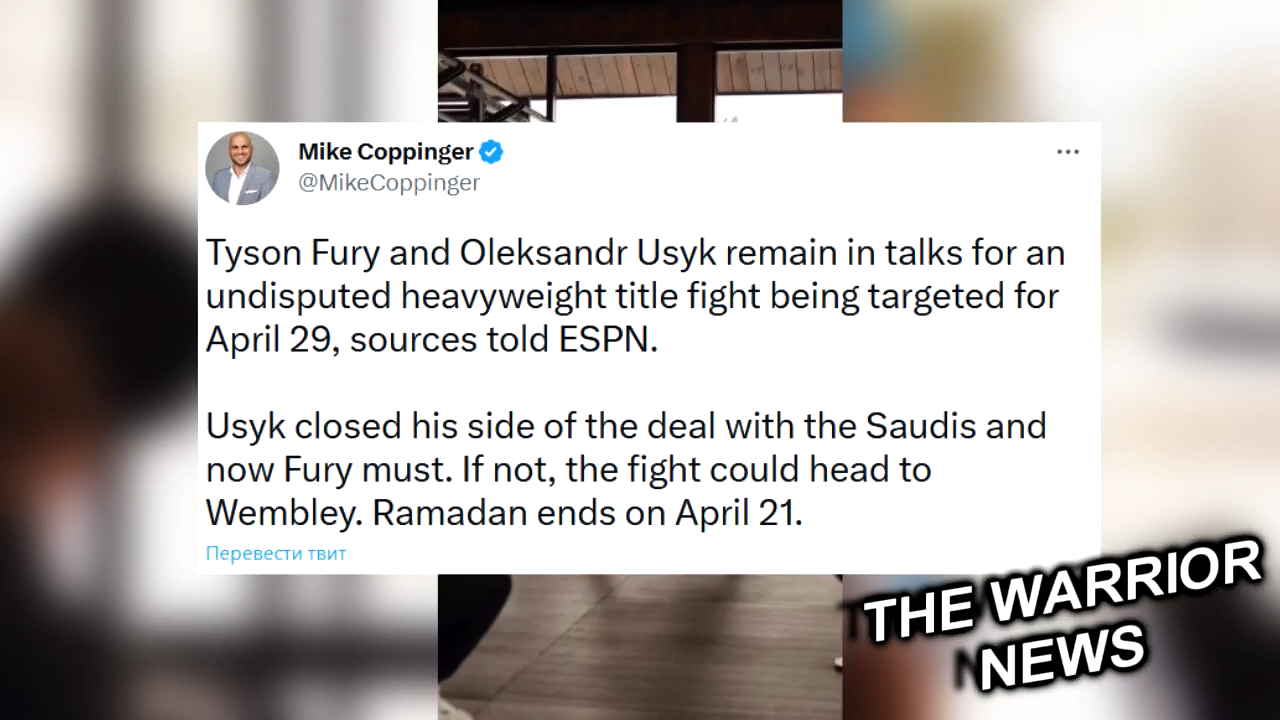 Mike Coppinger
@MikeCoppinger
Tyson Fury and Oleksandr Usyk remain in talks for an
undisputed heavyweight title fight being targeted for
April 29, sources told ESPN.
Usyk closed his side of the deal with the Saudis and
now Fury must. If not, the fight could head to
Wembley. Ramadan ends on April 21.
Перевести твит
THE WARRIOR
NEWS